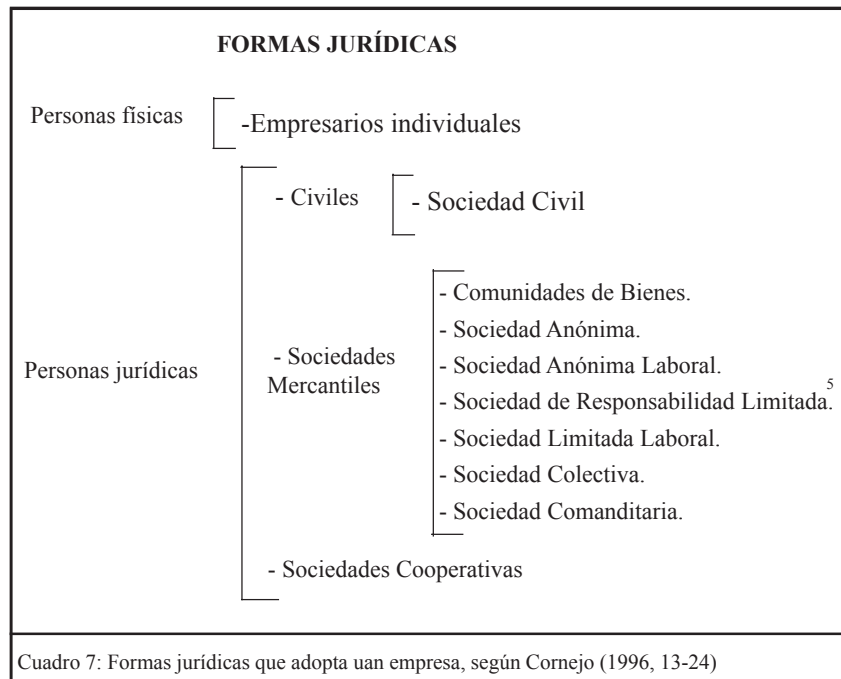 FORMAS JURÍDICAS
Personas físicas
-Empresarios individuales
- Civiles
- Sociedad Civil
Personas jurídicas
- Sociedades
Mercantiles
- Comunidades de Bienes.
- Sociedad Anónima.
- Sociedad Anónima Laboral.
- Sociedad de Responsabilidad Limitada.5
- Sociedad Limitada Laboral.
- Sociedad Colectiva.
- Sociedad Comanditaria.
- Sociedades Cooperativas
Cuadro 7: Formas jurídicas que adopta uan empresa, según Cornejo (1996, 13-24)